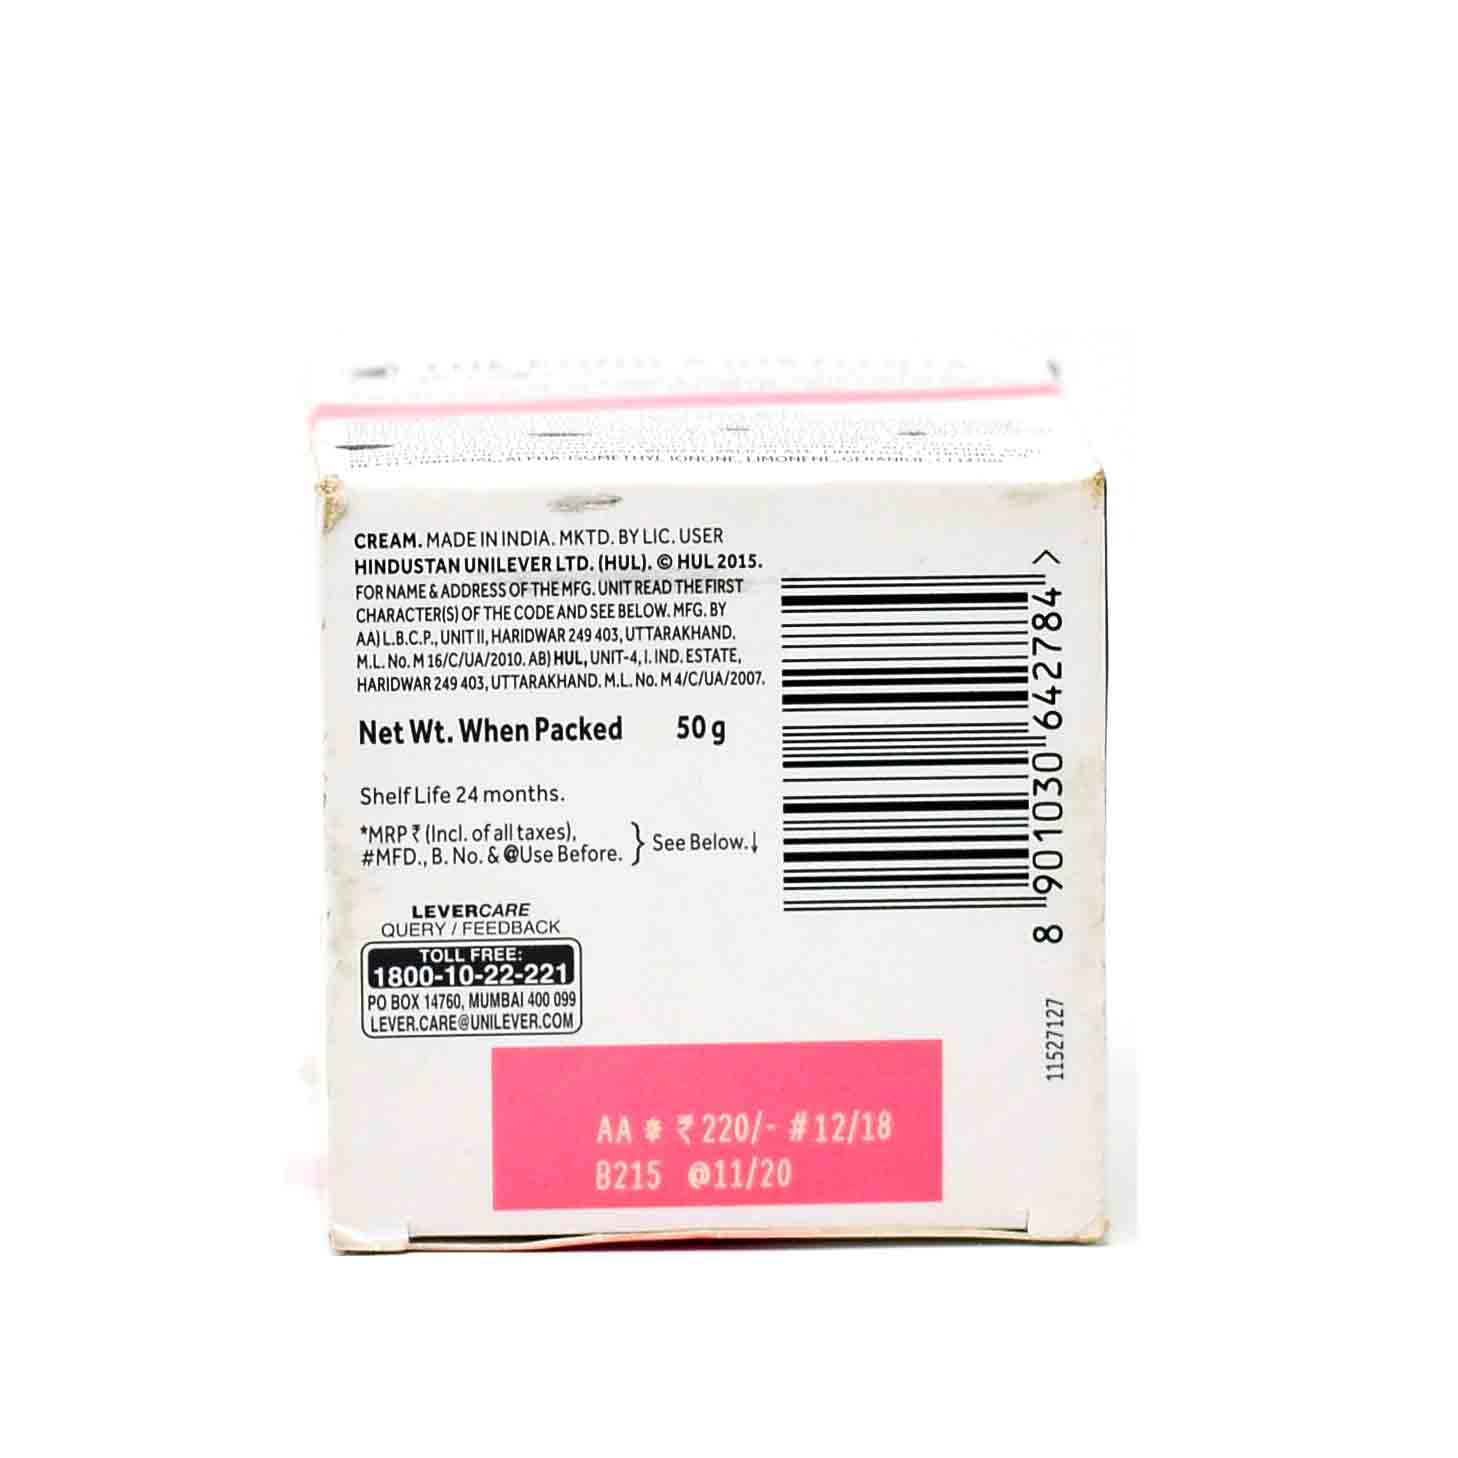 ALPHA-ISOMETHYL IONONE, LIMONENE, GERANIOL,
CREAM. MADE IN INDIA. MKTD. BY LIC. USER
HINDUSTAN UNILEVER LTD. (HUL). © HUL 2015.
FOR NAME & ADDRESS OF THE MFG. UNIT READ THE FIRST
CHARACTER(S) OF THE CODE AND SEE BELOW. MFG. BY
AA) L.B.C.P., UNIT II, HARIDWAR 249 403, UTTARAKHAND.
M.L. No. M 16/C/UA/2010. AB) HUL, UNIT-4, I. IND. ESTATE,
HARIDWAR 249 403, UTTARAKHAND. M.L. No. M 4/C/UA/2007.
Net Wt. When Packed 50 g
Shelf Life 24 months.
*MRP ₹ (Incl. of all taxes),
#MFD., B. No. & @Use Before. } See Below.↓
LEVERCARE
QUERY / FEEDBACK
TOLL FREE:
1800-10-22-221
PO BOX 14760, MUMBAI 400 099
LEVER.CARE@UNILEVER.COM
8 901030 642784 >
11527127
AA * ₹ 220/- # 12/18
B215 @11/20